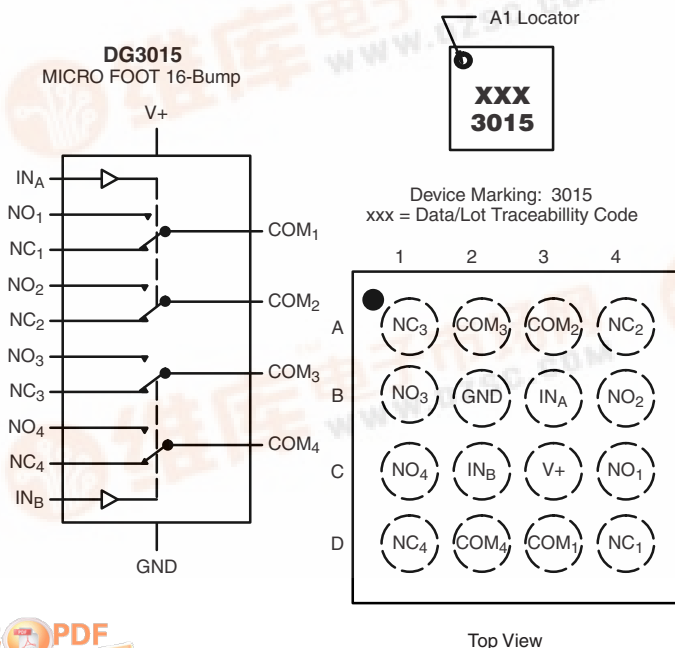 A1 Locator
DG3015
MICRO FOOT 16-Bump
XXX
3015
V+
INA
NO1
NC1
COM1
NO2
NC2
COM2
NO3
NC3
COM3
NO4
NC4
COM4
INB
GND
Device Marking: 3015
xxx = Data/Lot Traceabillity Code
1 2 3 4
A NC3 COM3 COM2 NC2
B NO3 GND INA NO2
C NO4 INB V+ NO1
D NC4 COM4 COM1 NC1
Top View
PDF